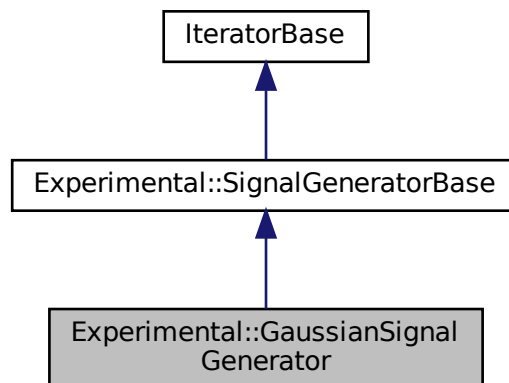 IteratorBase
Experimental::SignalGeneratorBase
Experimental::GaussianSignal
Generator